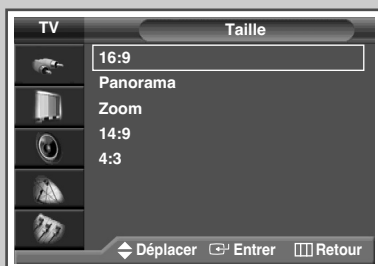 TV
Taille
16:9
Panorama
Zoom
14:9
4:3
Déplacer Entrer Retour